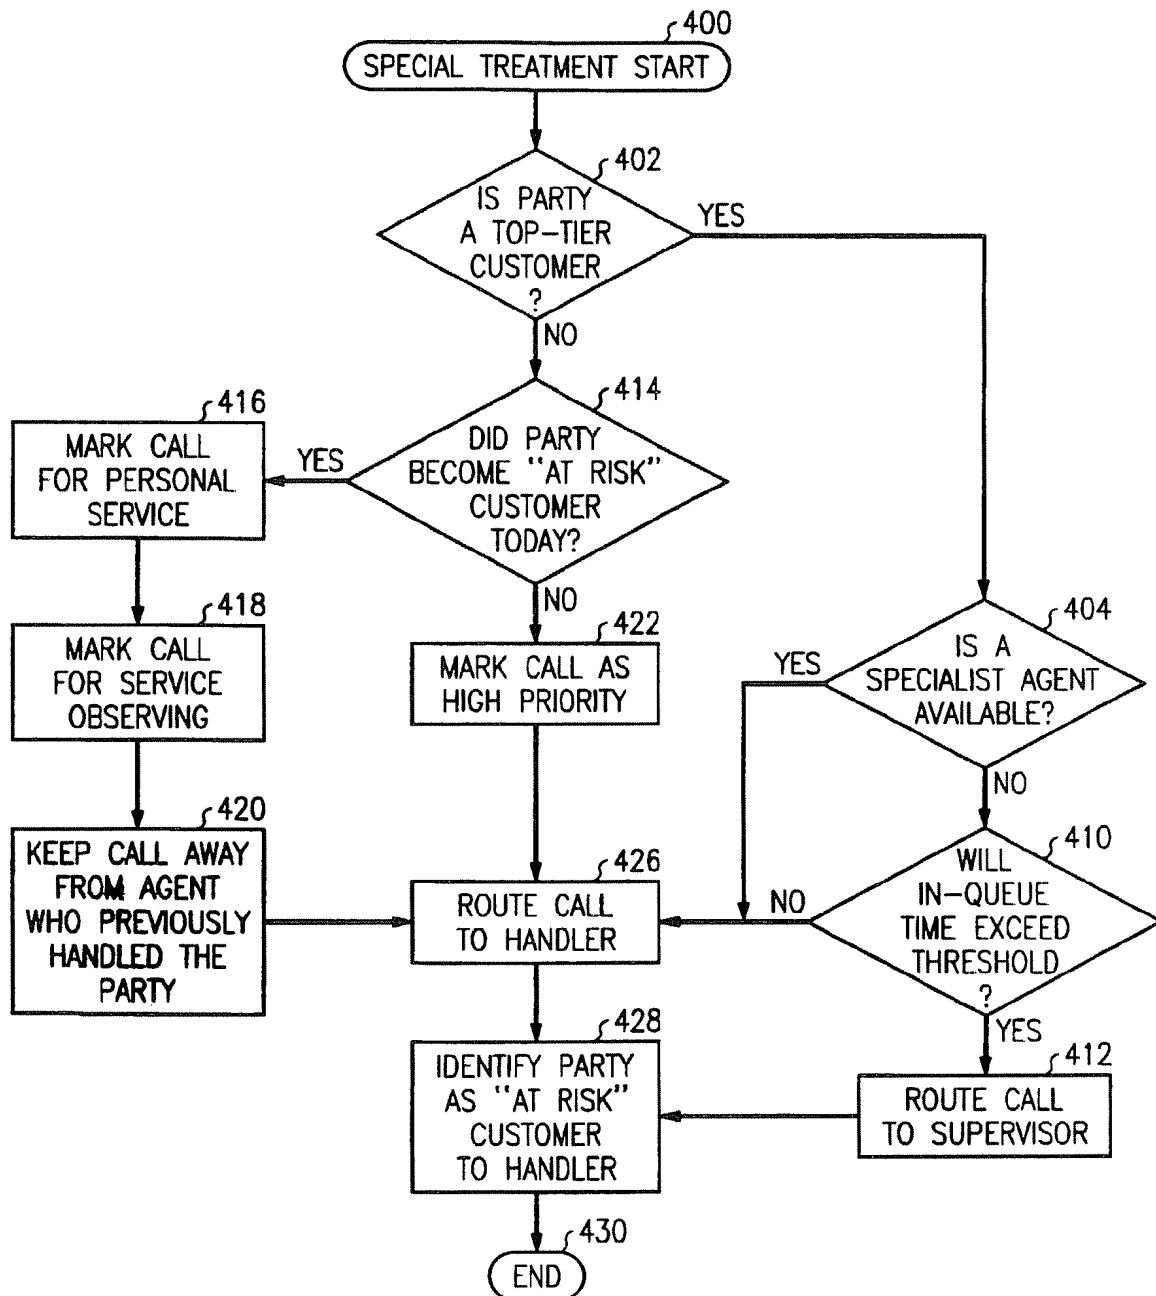 400
SPECIAL TREATMENT START
402
IS PARTY
A TOP-TIER
CUSTOMER
?
YES
NO
414
DID PARTY
BECOME "AT RISK"
CUSTOMER
TODAY?
YES
NO
416
MARK CALL
FOR PERSONAL
SERVICE
418
MARK CALL
FOR SERVICE
OBSERVING
420
KEEP CALL AWAY
FROM AGENT
WHO PREVIOUSLY
HANDLED THE
PARTY
422
MARK CALL AS
HIGH PRIORITY
404
IS A
SPECIALIST AGENT
AVAILABLE?
YES
NO
410
WILL
IN-QUEUE
TIME EXCEED
THRESHOLD
?
NO
YES
426
ROUTE CALL
TO HANDLER
412
ROUTE CALL
TO SUPERVISOR
428
IDENTIFY PARTY
AS "AT RISK"
CUSTOMER
TO HANDLER
430
END